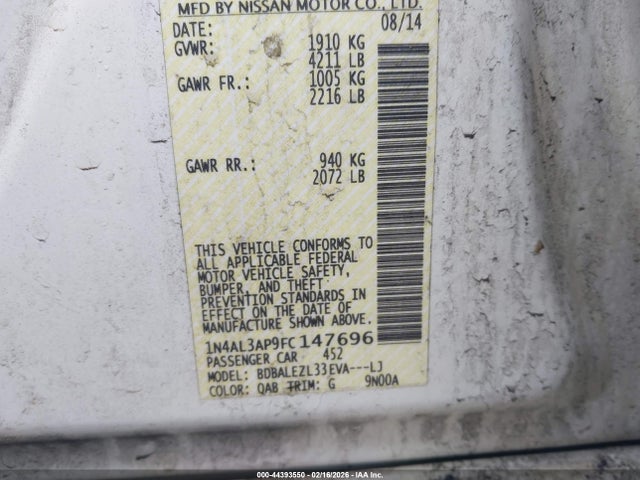 MFD BY NISSAN MOTOR CO., LTD.
DATE: 08/14
GVWR: 1910 KG
4211 LB
GAWR FR.: 1005 KG
2216 LB
GAWR RR.: 940 KG
2072 LB
THIS VEHICLE CONFORMS TO
ALL APPLICABLE FEDERAL
MOTOR VEHICLE SAFETY,
BUMPER, AND THEFT
PREVENTION STANDARDS IN
EFFECT ON THE DATE OF
MANUFACTURE SHOWN ABOVE.
1N4AL3AP9FC147696
PASSENGER CAR 452
MODEL: BDBALEZL33EVA---LJ
COLOR: QAB TRIM: G 9N00A
000-44393550 - 02/16/2026 - IAA Inc.